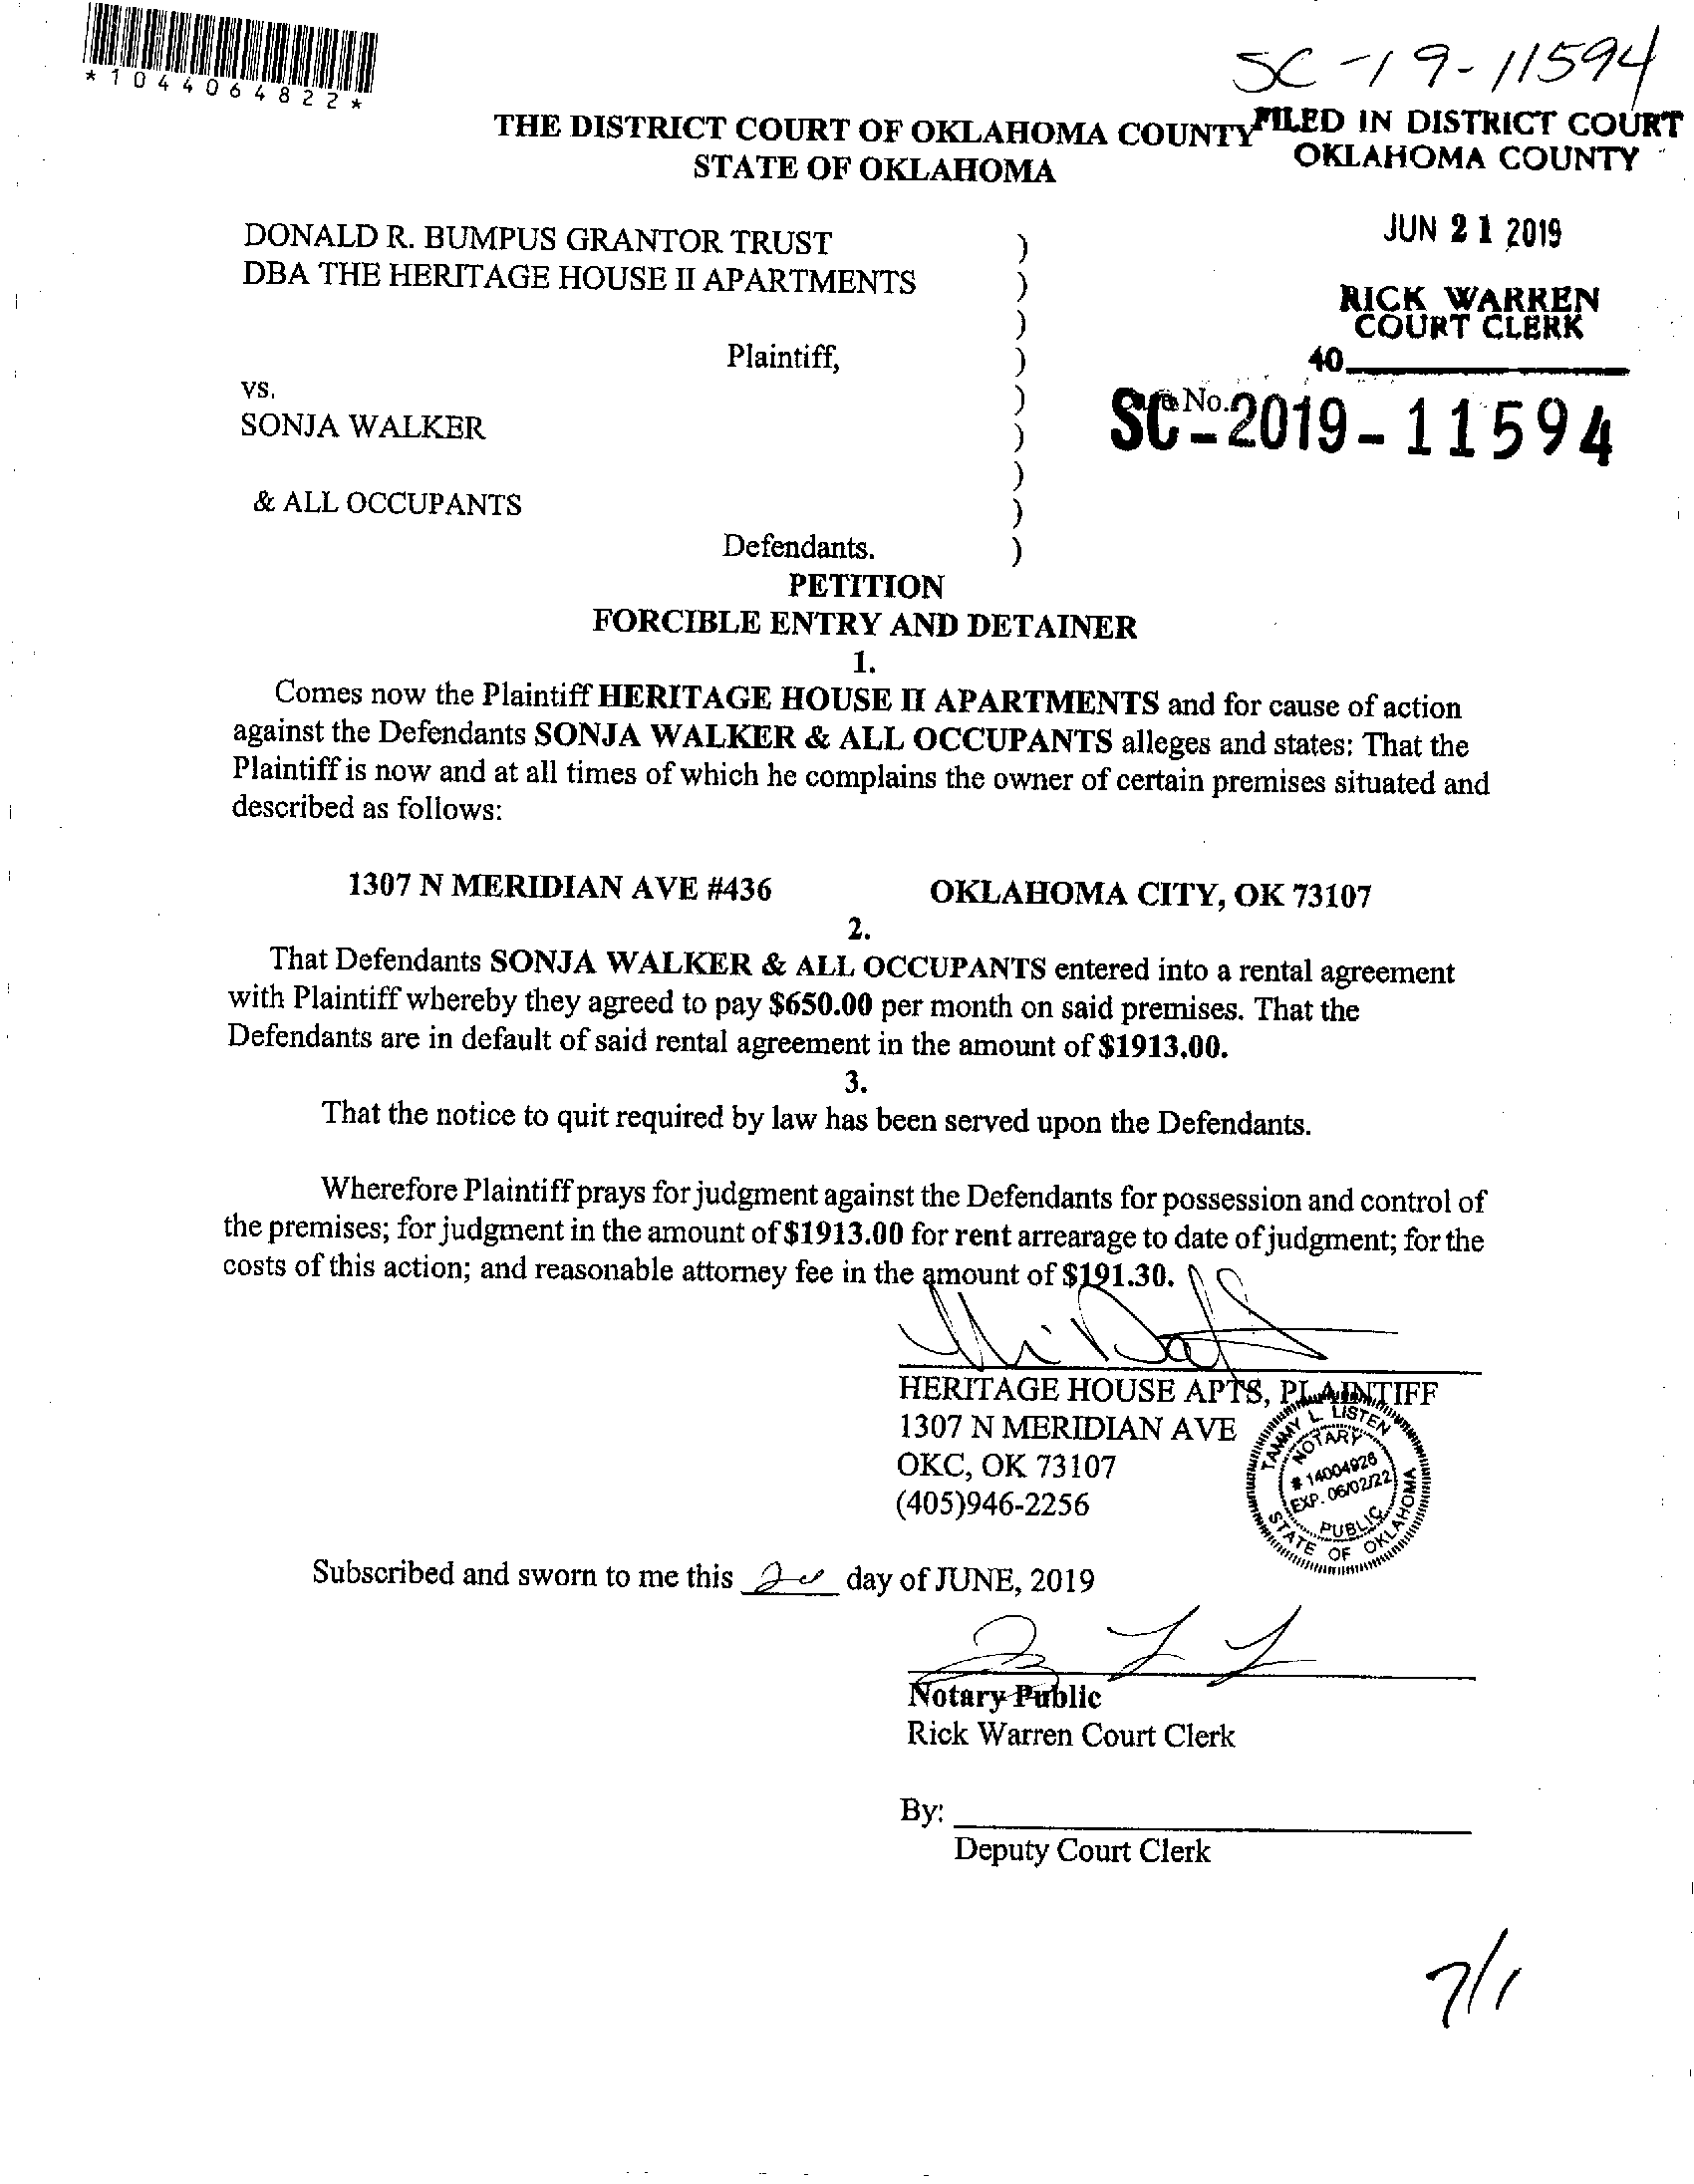 *1044064822*
SC-19-11594
THE DISTRICT COURT OF OKLAHOMA COUNTY
STATE OF OKLAHOMA
FILED IN DISTRICT COURT
OKLAHOMA COUNTY
JUN 21 2019
RICK WARREN
COURT CLERK
40
DONALD R. BUMPUS GRANTOR TRUST )
DBA THE HERITAGE HOUSE II APARTMENTS )
)
Plaintiff, )
vs. )
SONJA WALKER )
)
& ALL OCCUPANTS )
Defendants. )
No.
SC-2019-11594
PETITION
FORCIBLE ENTRY AND DETAINER
1.
Comes now the Plaintiff HERITAGE HOUSE II APARTMENTS and for cause of action
against the Defendants SONJA WALKER & ALL OCCUPANTS alleges and states: That the
Plaintiff is now and at all times of which he complains the owner of certain premises situated and
described as follows:
1307 N MERIDIAN AVE #436 OKLAHOMA CITY, OK 73107
2.
That Defendants SONJA WALKER & ALL OCCUPANTS entered into a rental agreement
with Plaintiff whereby they agreed to pay $650.00 per month on said premises. That the
Defendants are in default of said rental agreement in the amount of $1913.00.
3.
That the notice to quit required by law has been served upon the Defendants.
Wherefore Plaintiff prays for judgment against the Defendants for possession and control of
the premises; for judgment in the amount of $1913.00 for rent arrearage to date of judgment; for the
costs of this action; and reasonable attorney fee in the amount of $191.30.
HERITAGE HOUSE APTS, PLAINTIFF
1307 N MERIDIAN AVE
OKC, OK 73107
(405)946-2256
TAMMY L. LISTEN
NOTARY
# 14004926
EXP. 06/02/22
PUBLIC
STATE OF OKLAHOMA
Subscribed and sworn to me this day of JUNE, 2019
Notary Public
Rick Warren Court Clerk
By:
Deputy Court Clerk
7/1